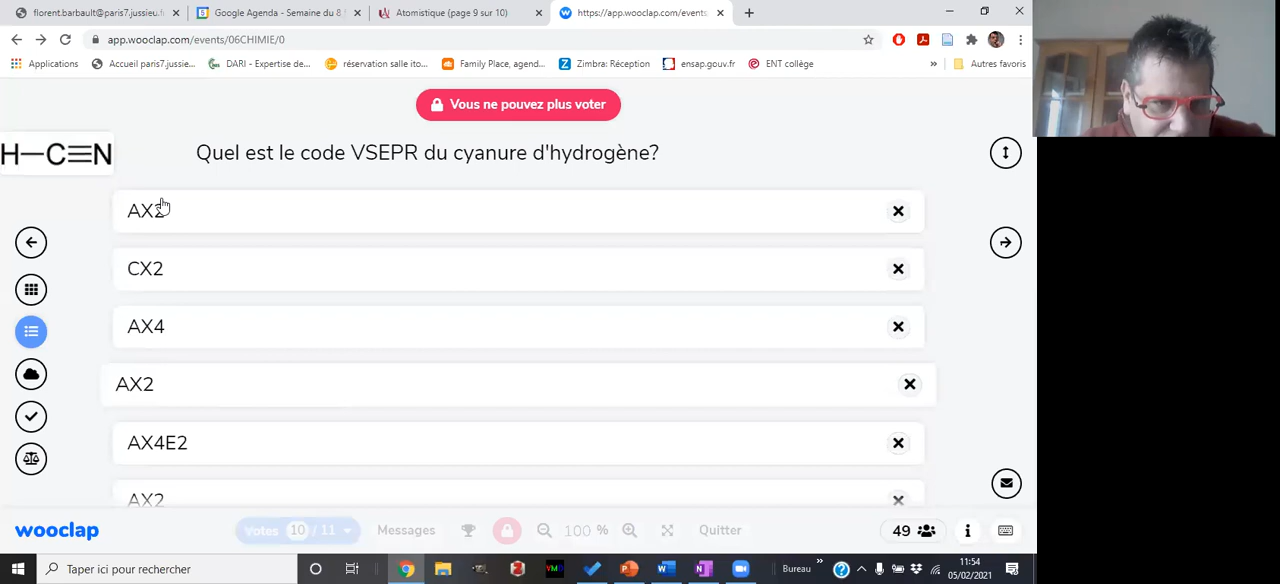 florent.barbault@paris7.jussieu.f
Google Agenda - Semaine du 8
Atomistique (page 9 sur 10)
https://app.wooclap.com/events
app.wooclap.com/events/06CHIMIE/0
Applications
Accueil paris7.jussie...
DARI - Expertise de...
réservation salle ito...
Family Place, agend...
Zimbra: Réception
ensap.gouv.fr
ENT collège
»
Autres favoris
Vous ne pouvez plus voter
H—C≡N
Quel est le code VSEPR du cyanure d'hydrogène?
AX2
CX2
AX4
AX2
AX4E2
AX2
wooclap
Votes 10 / 11
Messages
100 %
Quitter
49
Taper ici pour rechercher
Bureau »
11:54
05/02/2021